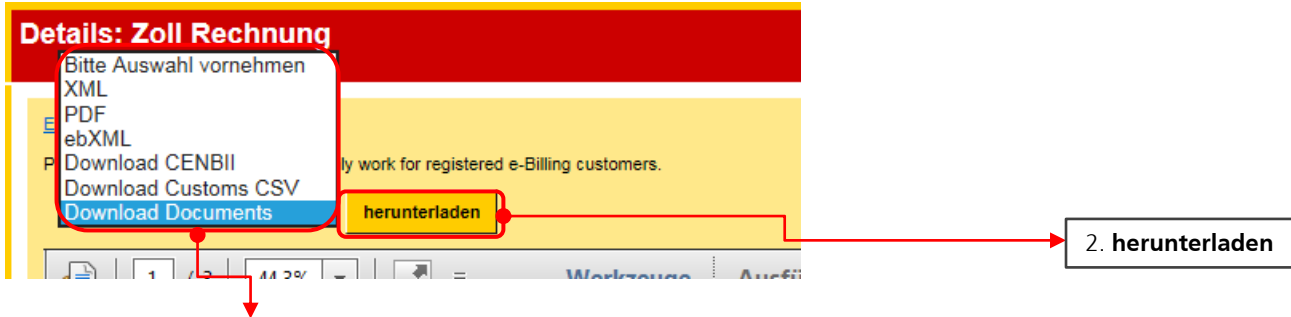 Details: Zoll Rechnung
Bitte Auswahl vornehmen
XML
PDF
ebXML
Download CENBII
ly work for registered e-Billing customers.
Download Customs CSV
Download Documents
herunterladen
2. herunterladen
1 / 3 44,3%
Werkzeuge